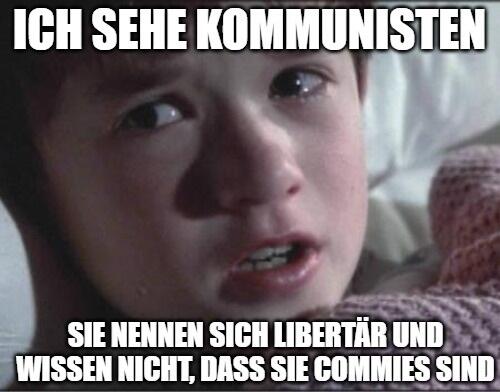 ICH SEHE KOMMUNISTEN
SIE NENNEN SICH LIBERTÄR UND
WISSEN NICHT, DASS SIE COMMIES SIND